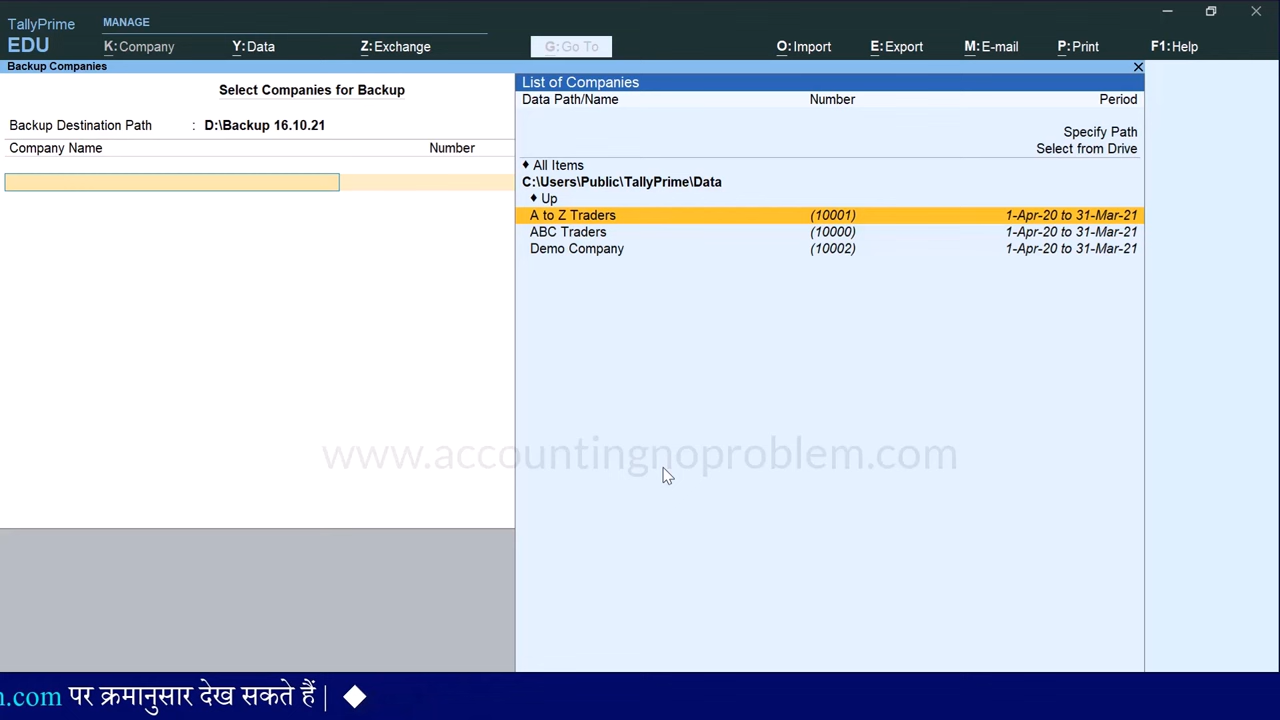 TallyPrime
EDU
MANAGE
K:Company Y:Data Z:Exchange G:Go To O:Import E:Export M:E-mail P:Print F1:Help
Backup Companies
Select Companies for Backup
Backup Destination Path : D:\Backup 16.10.21
Company Name Number
List of Companies
Data Path/Name Number Period
Specify Path
Select from Drive
♦ All Items
C:\Users\Public\TallyPrime\Data
♦ Up
A to Z Traders (10001) 1-Apr-20 to 31-Mar-21
ABC Traders (10000) 1-Apr-20 to 31-Mar-21
Demo Company (10002) 1-Apr-20 to 31-Mar-21
www.accountingnoproblem.com
m.com पर क्रमानुसार देख सकते हैं | ◆